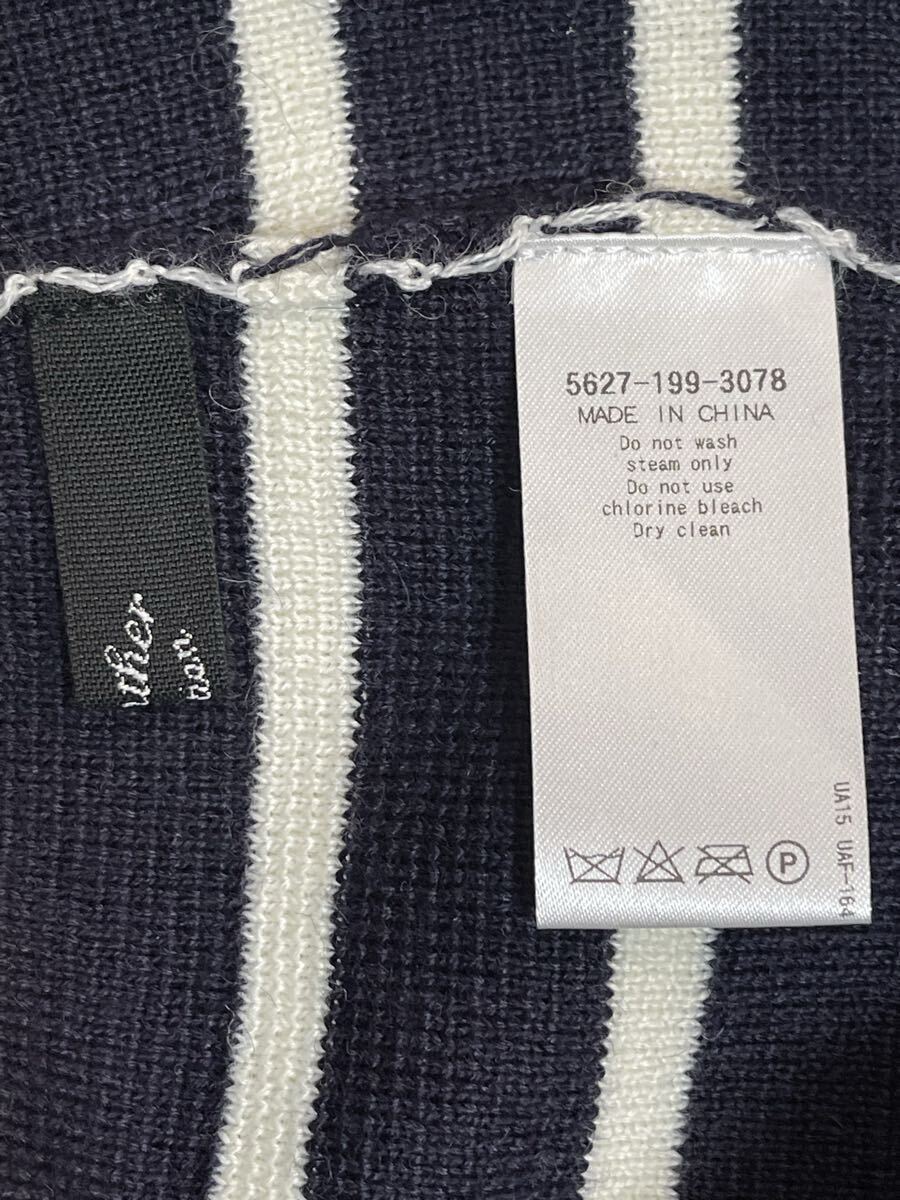 5627-199-3078
MADE IN CHINA
Do not wash
steam only
Do not use
chlorine bleach
Dry clean
P
UA15 UAF-164